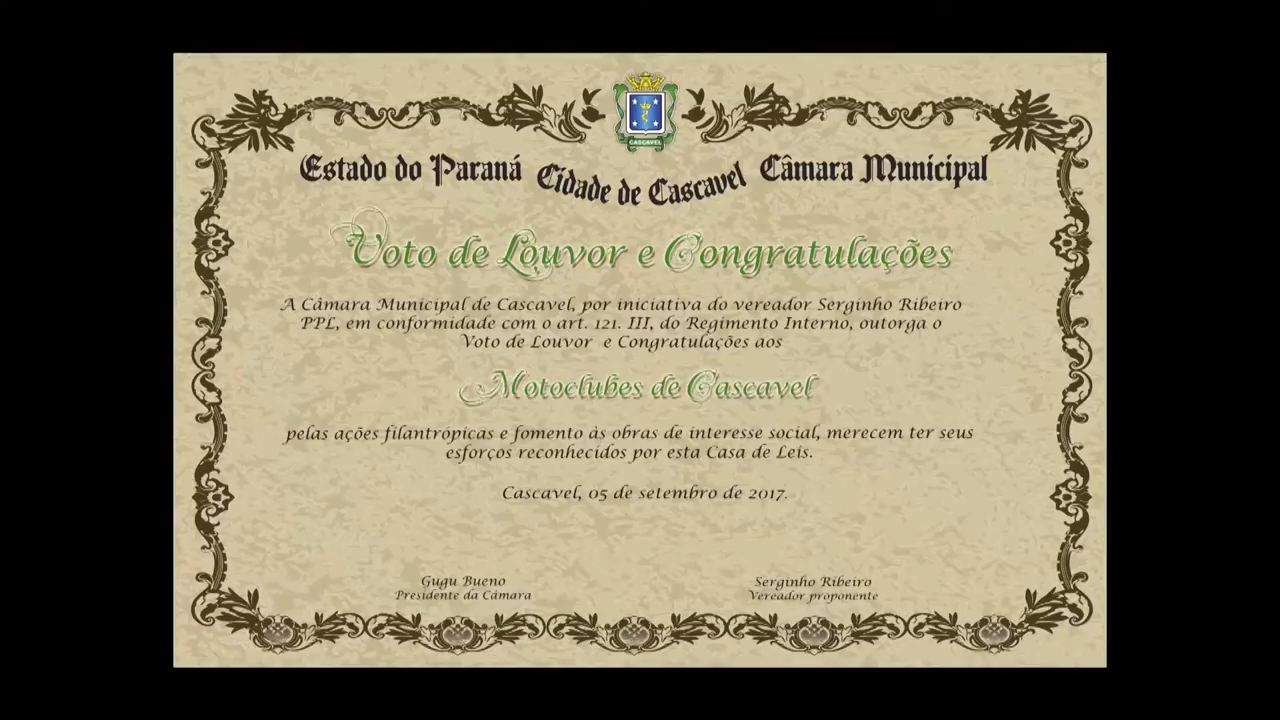 CASCAVEL
Estado do Paraná Cidade de Cascavel Câmara Municipal
Voto de Louvor e Congratulações
A Câmara Municipal de Cascavel, por iniciativa do vereador Serginho Ribeiro
PPL, em conformidade com o art. 121. III, do Regimento Interno, outorga o
Voto de Louvor e Congratulações aos
Motoclubes de Cascavel
pelas ações filantrópicas e fomento às obras de interesse social, merecem ter seus
esforços reconhecidos por esta Casa de Leis.
Cascavel, 05 de setembro de 2017.
Gugu Bueno
Presidente da Câmara
Serginho Ribeiro
Vereador proponente